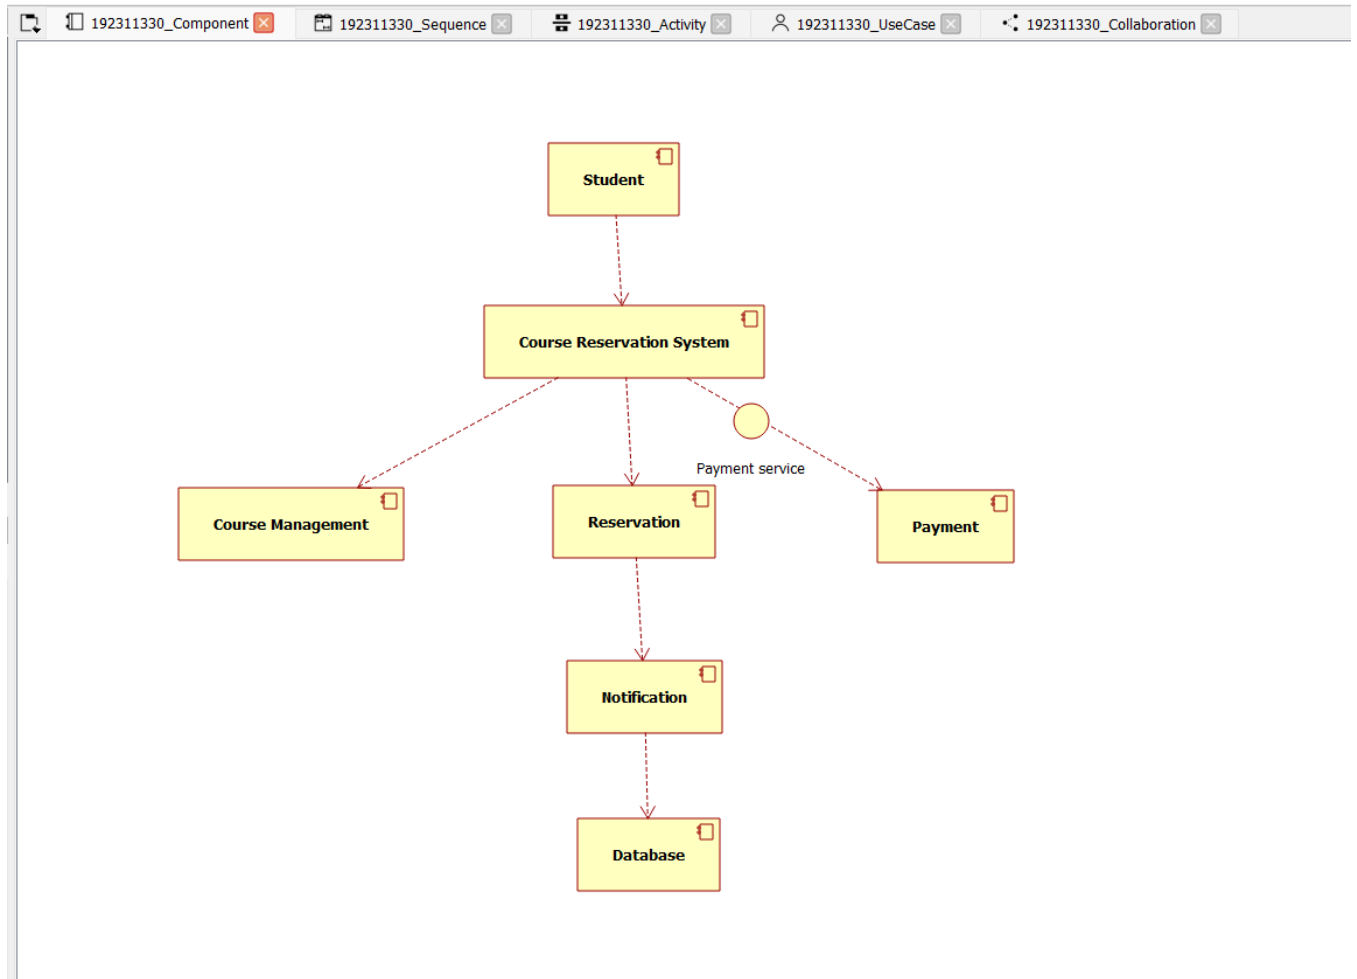 192311330_Component
192311330_Sequence
192311330_Activity
192311330_UseCase
192311330_Collaboration
Student
Course Reservation System
Payment service
Course Management
Reservation
Payment
Notification
Database